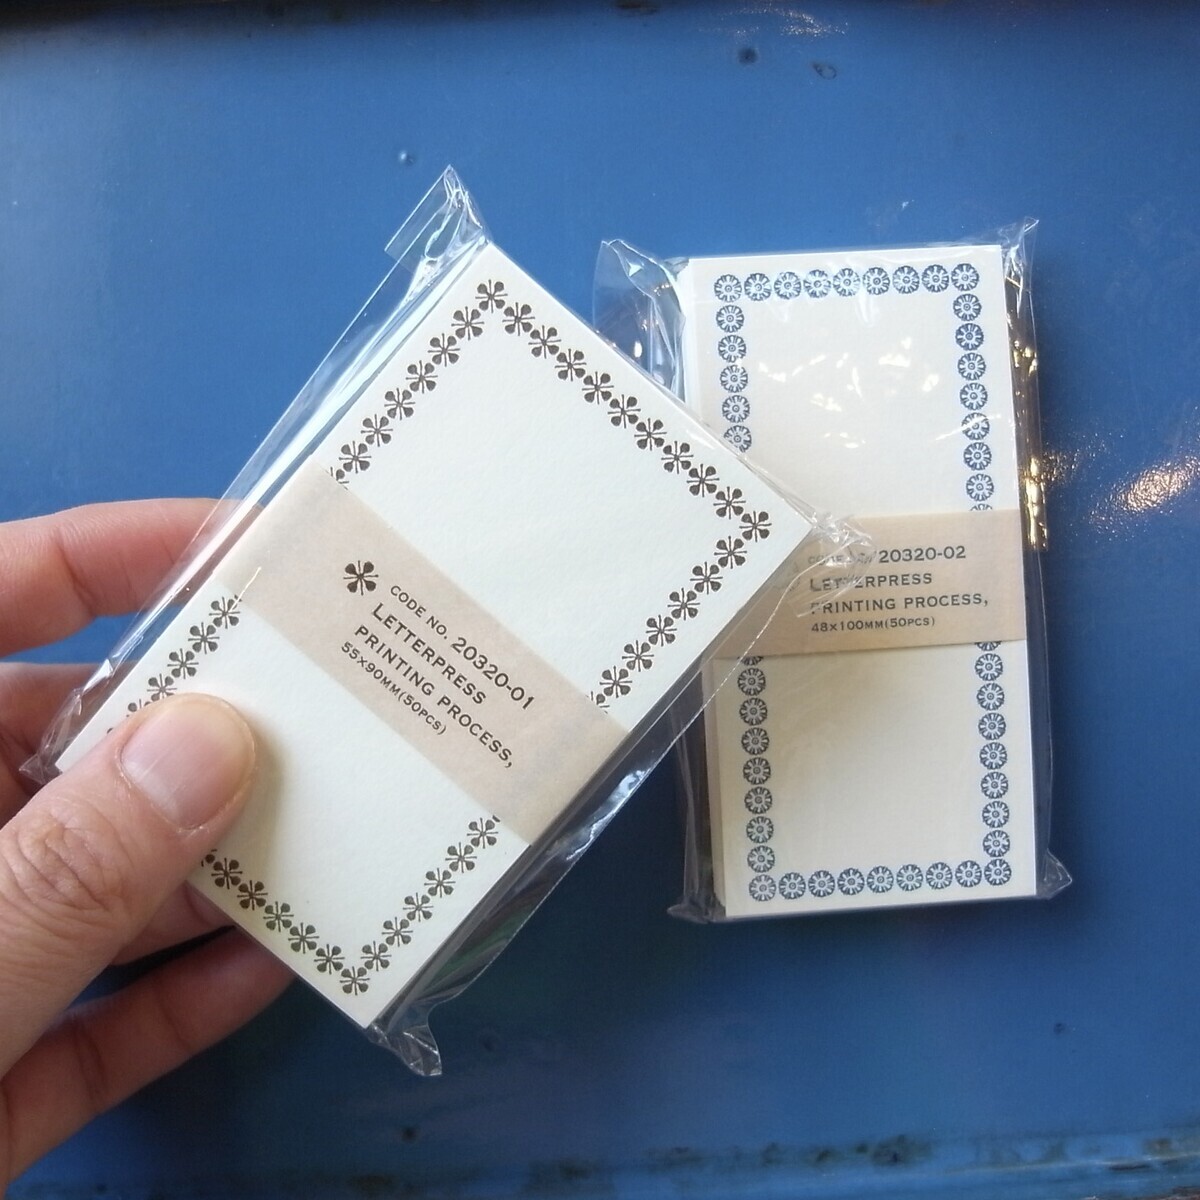 CODE NO. 20320-01
LETTERPRESS
PRINTING PROCESS,
55×90MM(50PCS)
20320-02
LETTERPRESS
PRINTING PROCESS,
48×100MM(50PCS)